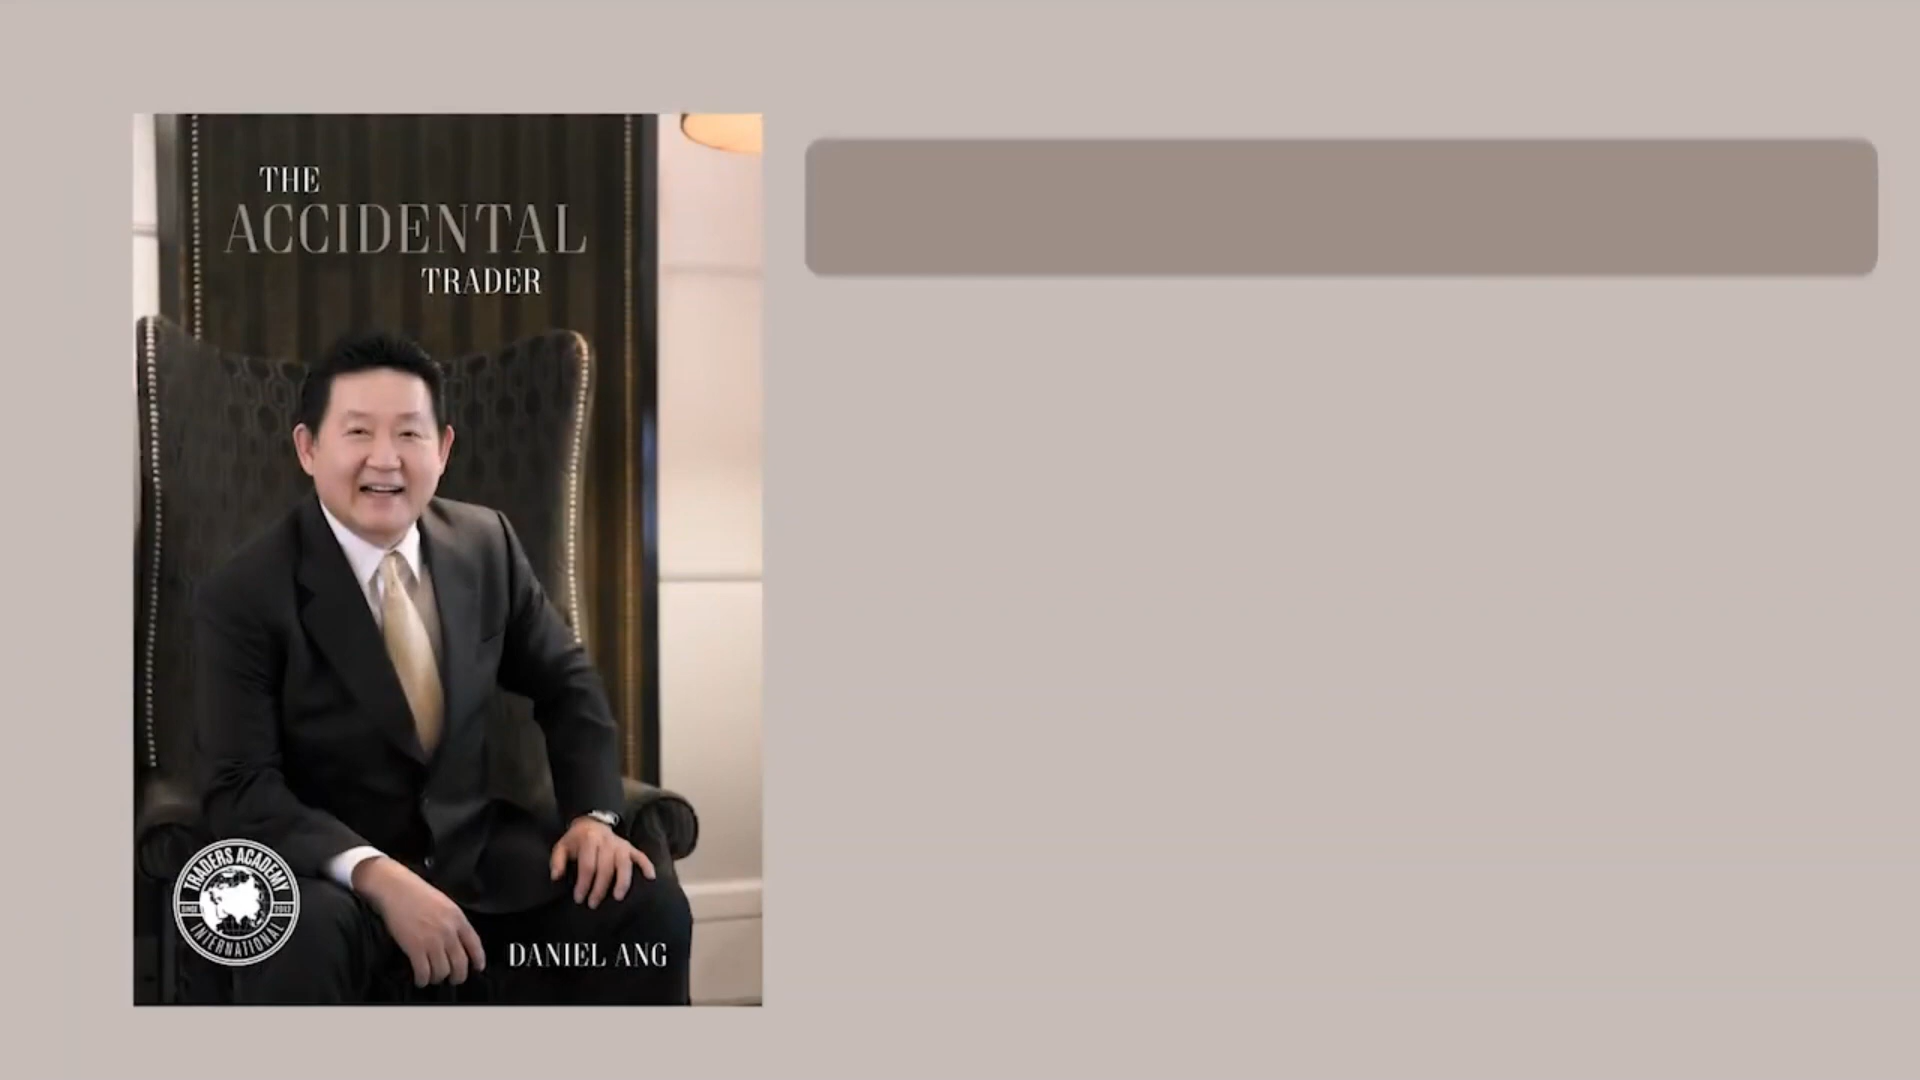 THE
ACCIDENTAL
TRADER
TRADERS ACADEMY
SINCE 2012
INTERNATIONAL
DANIEL ANG